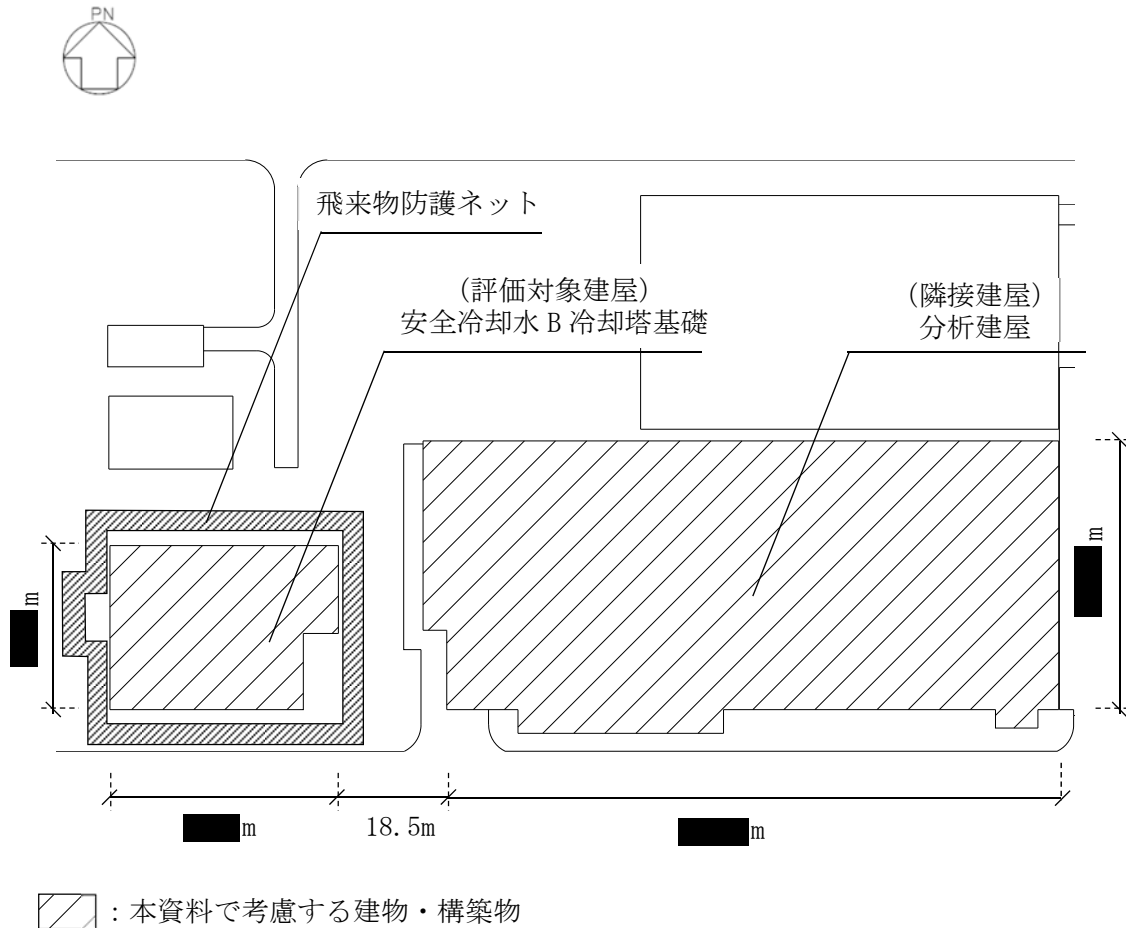 PN
飛来物防護ネット
(評価対象建屋)
安全冷却水 B 冷却塔基礎
(隣接建屋)
分析建屋
m
m
m
18.5m
m
：本資料で考慮する建物・構築物